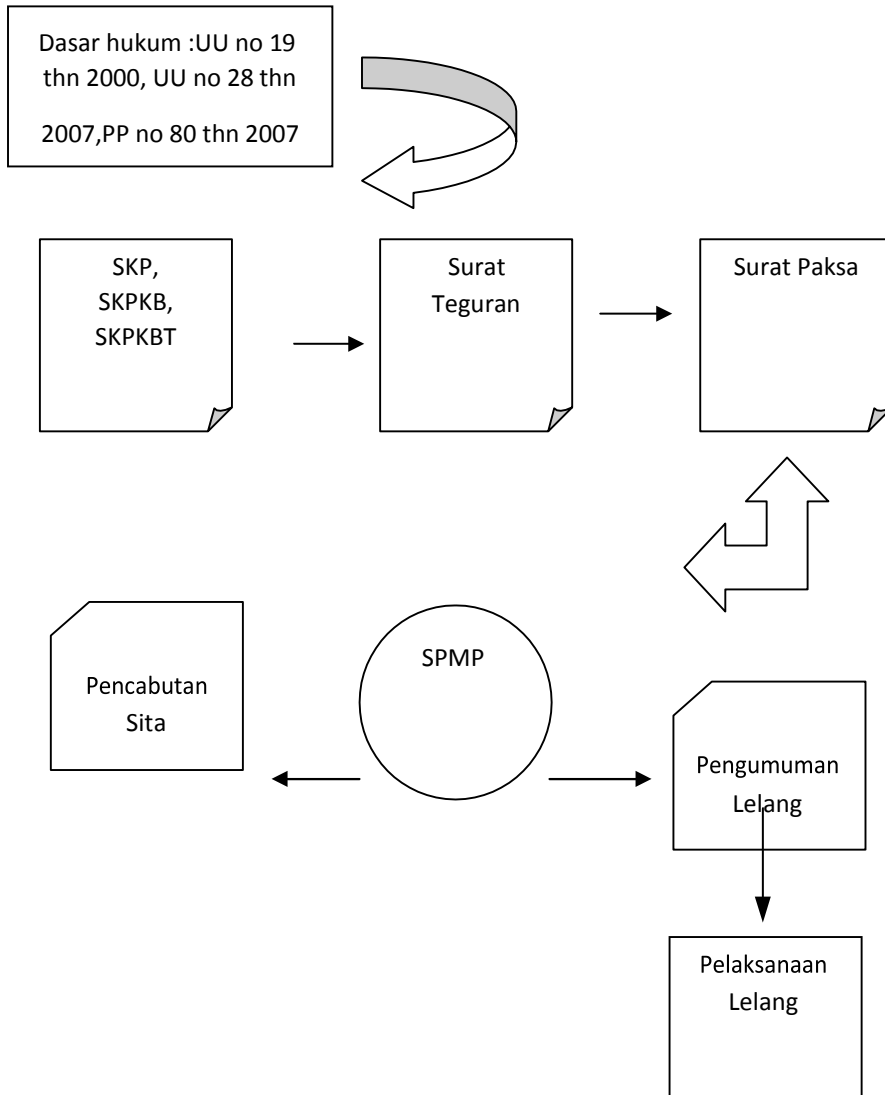 Dasar hukum :UU no 19
thn 2000, UU no 28 thn
2007,PP no 80 thn 2007
SKP,
SKPKB,
SKPKBT
Surat
Teguran
Surat Paksa
Pencabutan
Sita
SPMP
Pengumuman
Lelang
Pelaksanaan
Lelang